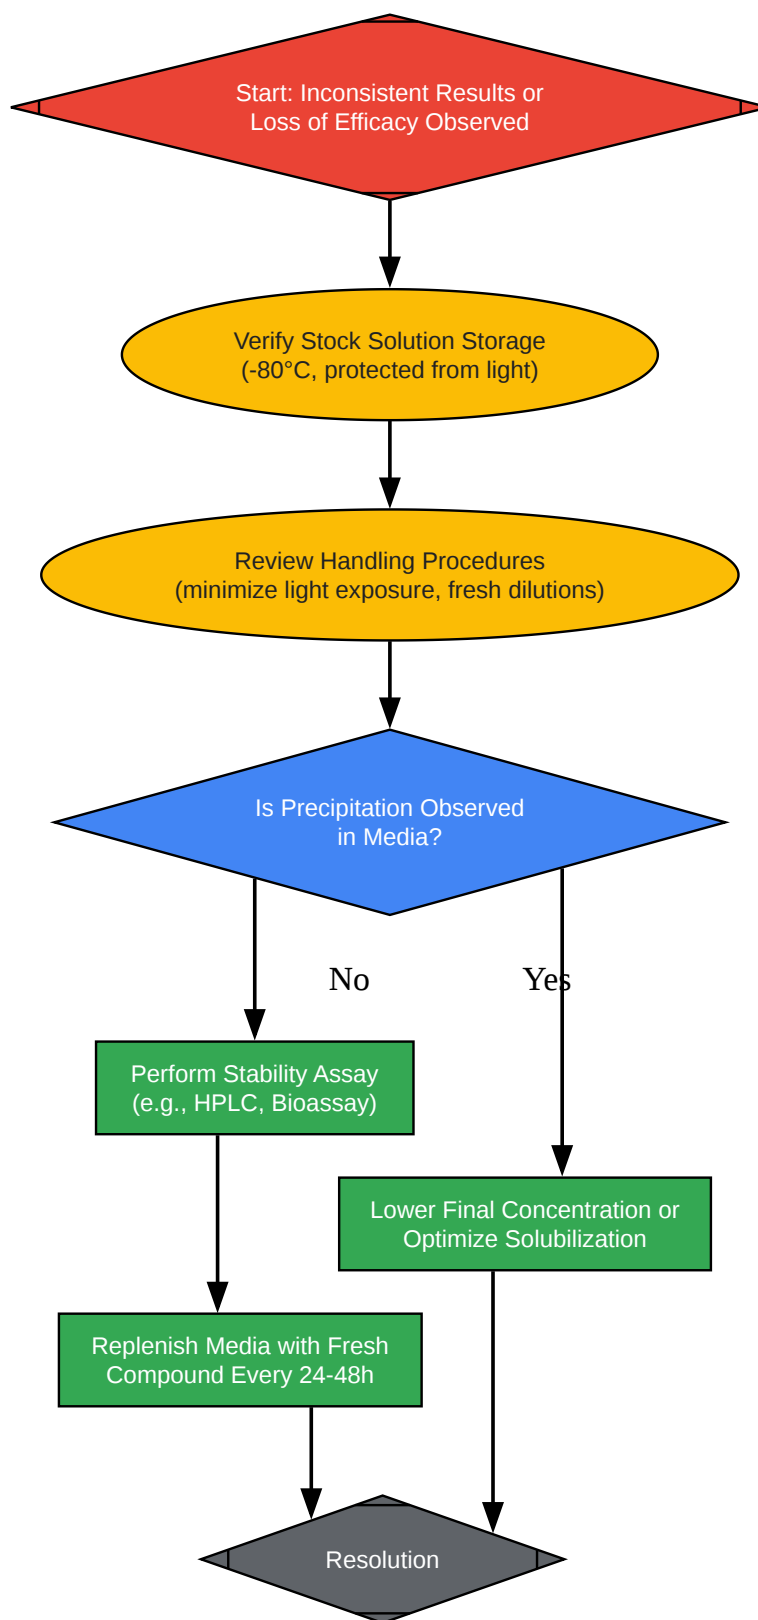 Start: Inconsistent Results or
Loss of Efficacy Observed
Verify Stock Solution Storage
(-80°C, protected from light)
Review Handling Procedures
(minimize light exposure, fresh dilutions)
Is Precipitation Observed
in Media?
No
Yes
Perform Stability Assay
(e.g., HPLC, Bioassay)
Lower Final Concentration or
Optimize Solubilization
Replenish Media with Fresh
Compound Every 24-48h
Resolution